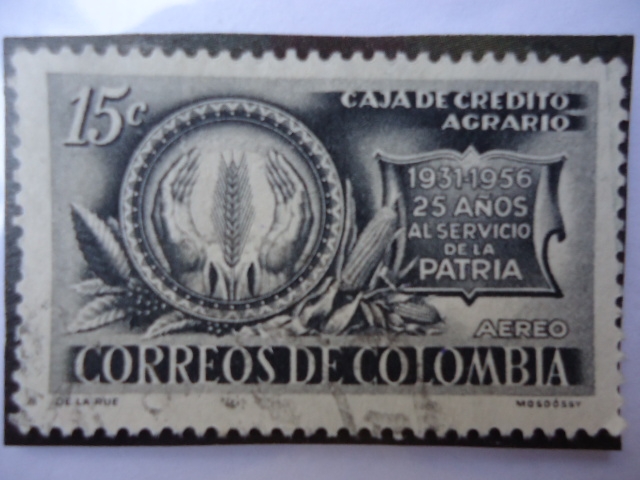 15c
CAJA DE CREDITO
AGRARIO
1931-1956
25 AÑOS
AL SERVICIO
DE LA
PATRIA
AEREO
CORREOS DE COLOMBIA
DE LA RUE
MOSDÓSSY